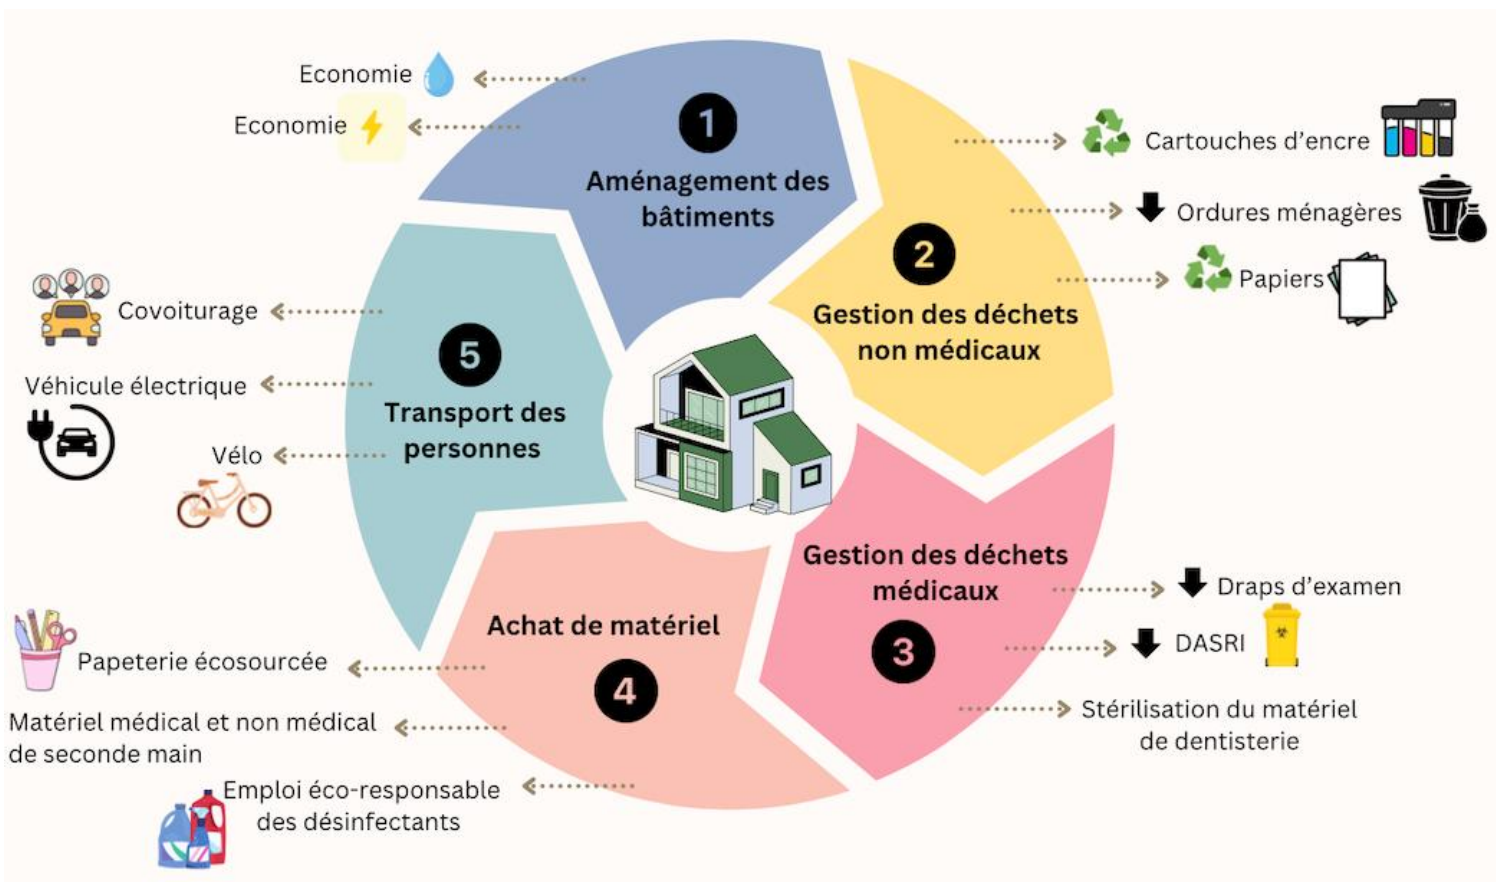 Economie
Economie
1
Aménagement des
bâtiments
2
Gestion des déchets
non médicaux
Cartouches d'encre
Ordures ménagères
Papiers
Gestion des déchets
médicaux
3
Draps d'examen
DASRI
Stérilisation du matériel
de dentisterie
Achat de matériel
4
Papeterie écosourcée
Matériel médical et non médical
de seconde main
Emploi éco-responsable
des désinfectants
5
Transport des
personnes
Covoiturage
Véhicule électrique
Vélo